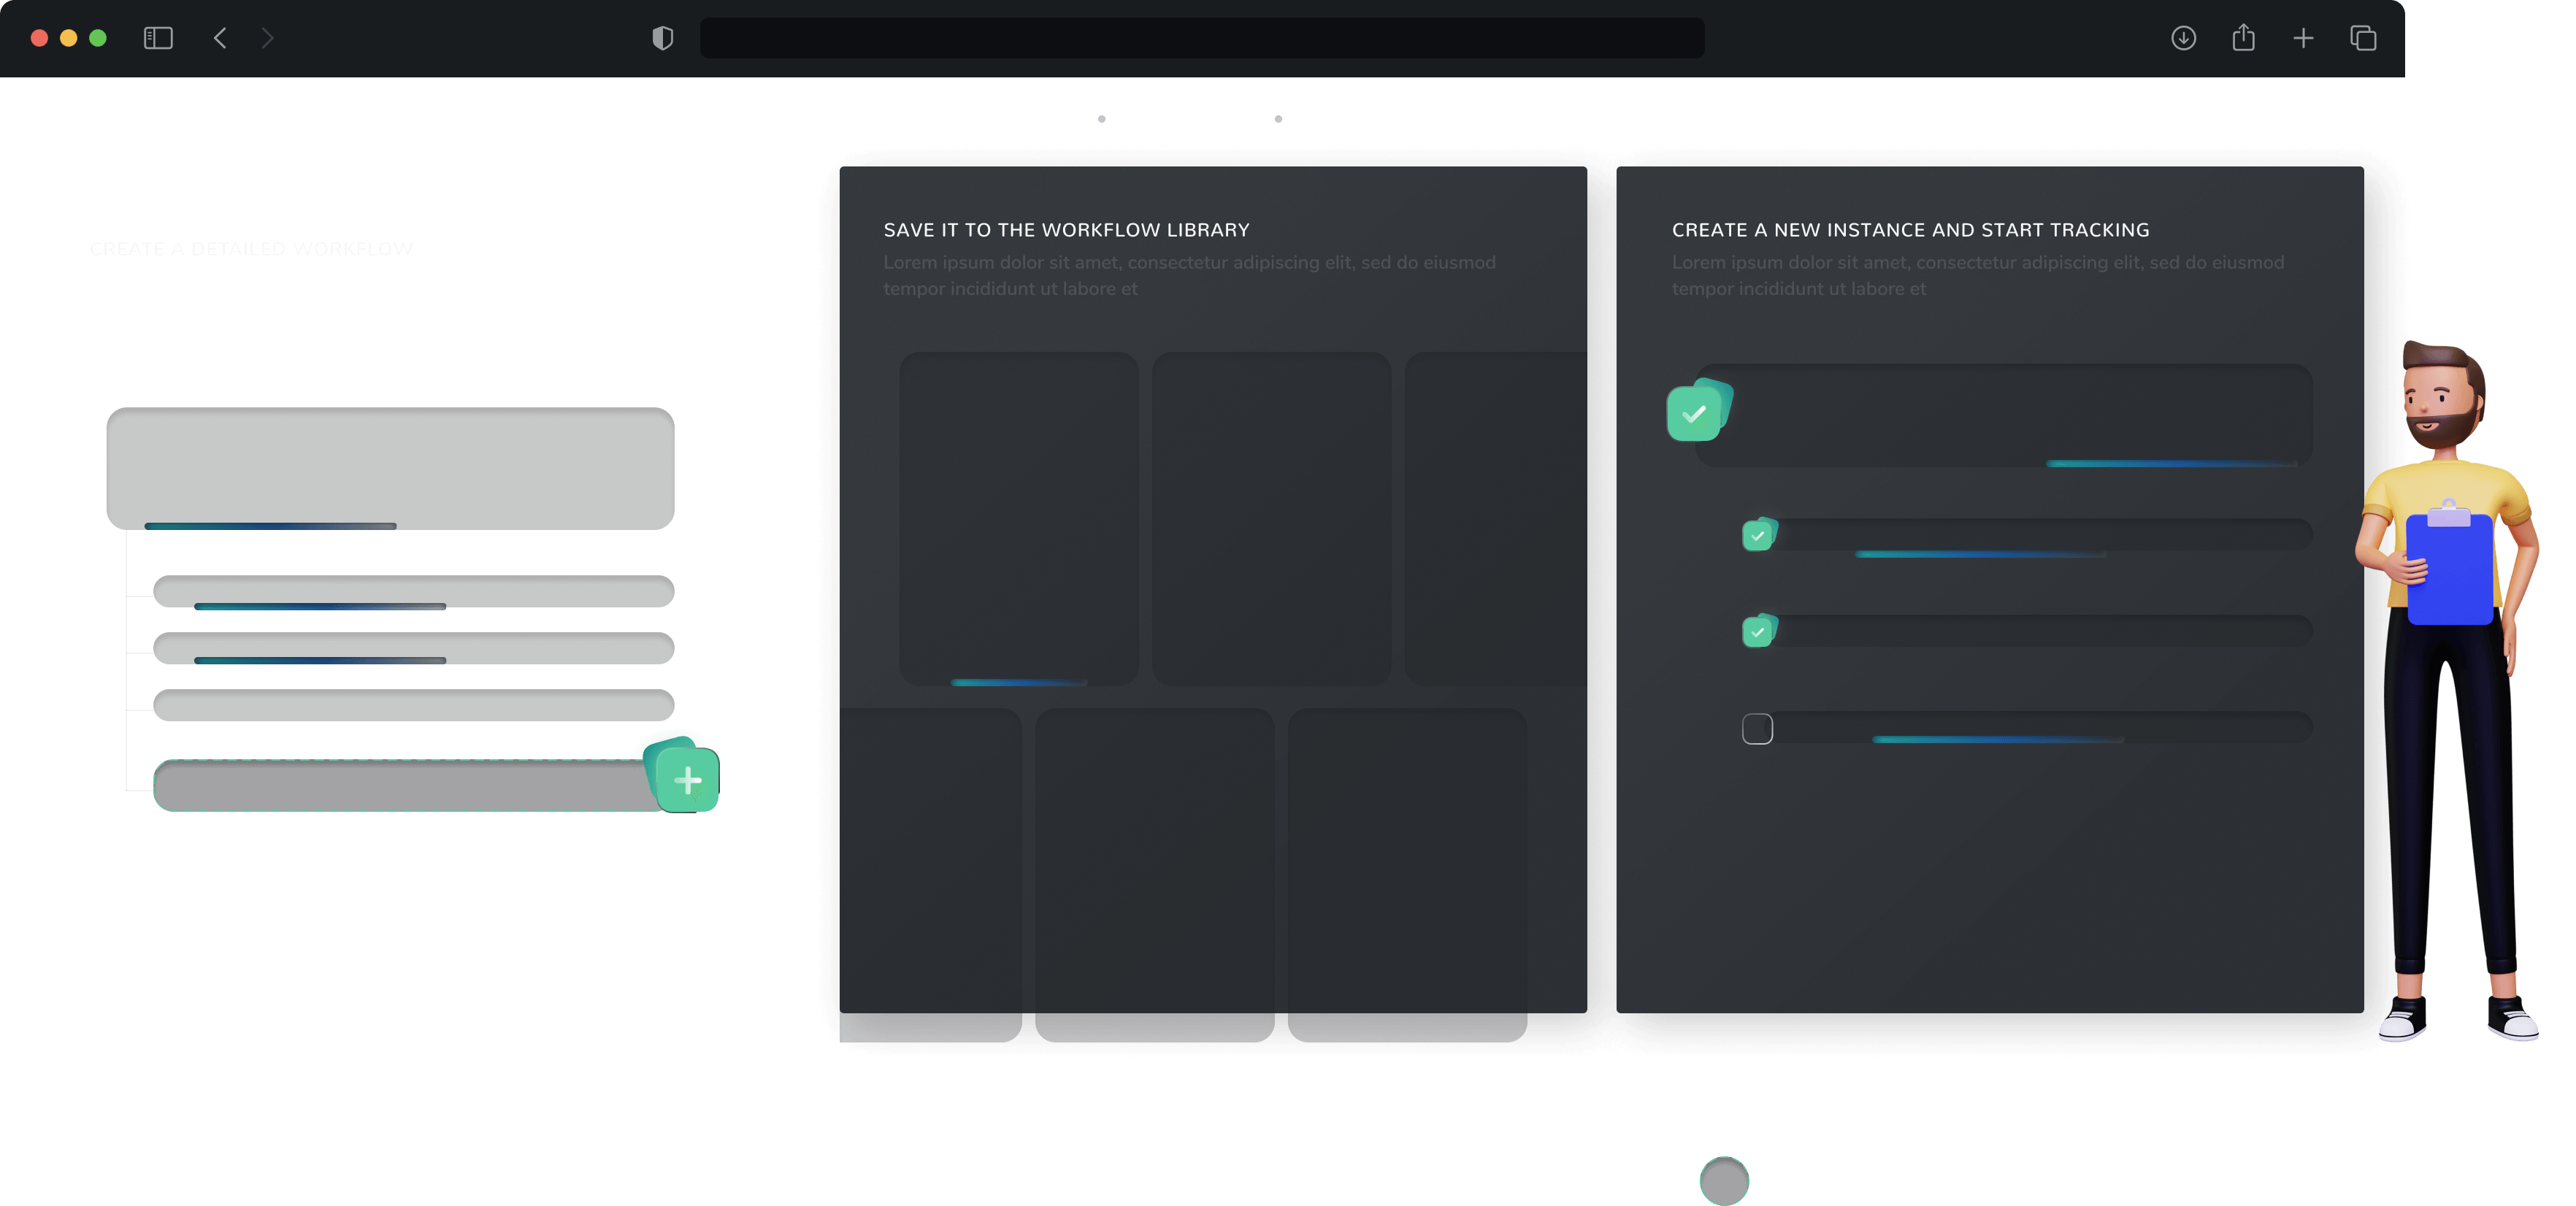 CREATE A DETAILED WORKFLOW
SAVE IT TO THE WORKFLOW LIBRARY
Lorem ipsum dolor sit amet, consectetur adipiscing elit, sed do eiusmod
tempor incididunt ut labore et
CREATE A NEW INSTANCE AND START TRACKING
Lorem ipsum dolor sit amet, consectetur adipiscing elit, sed do eiusmod
tempor incididunt ut labore et